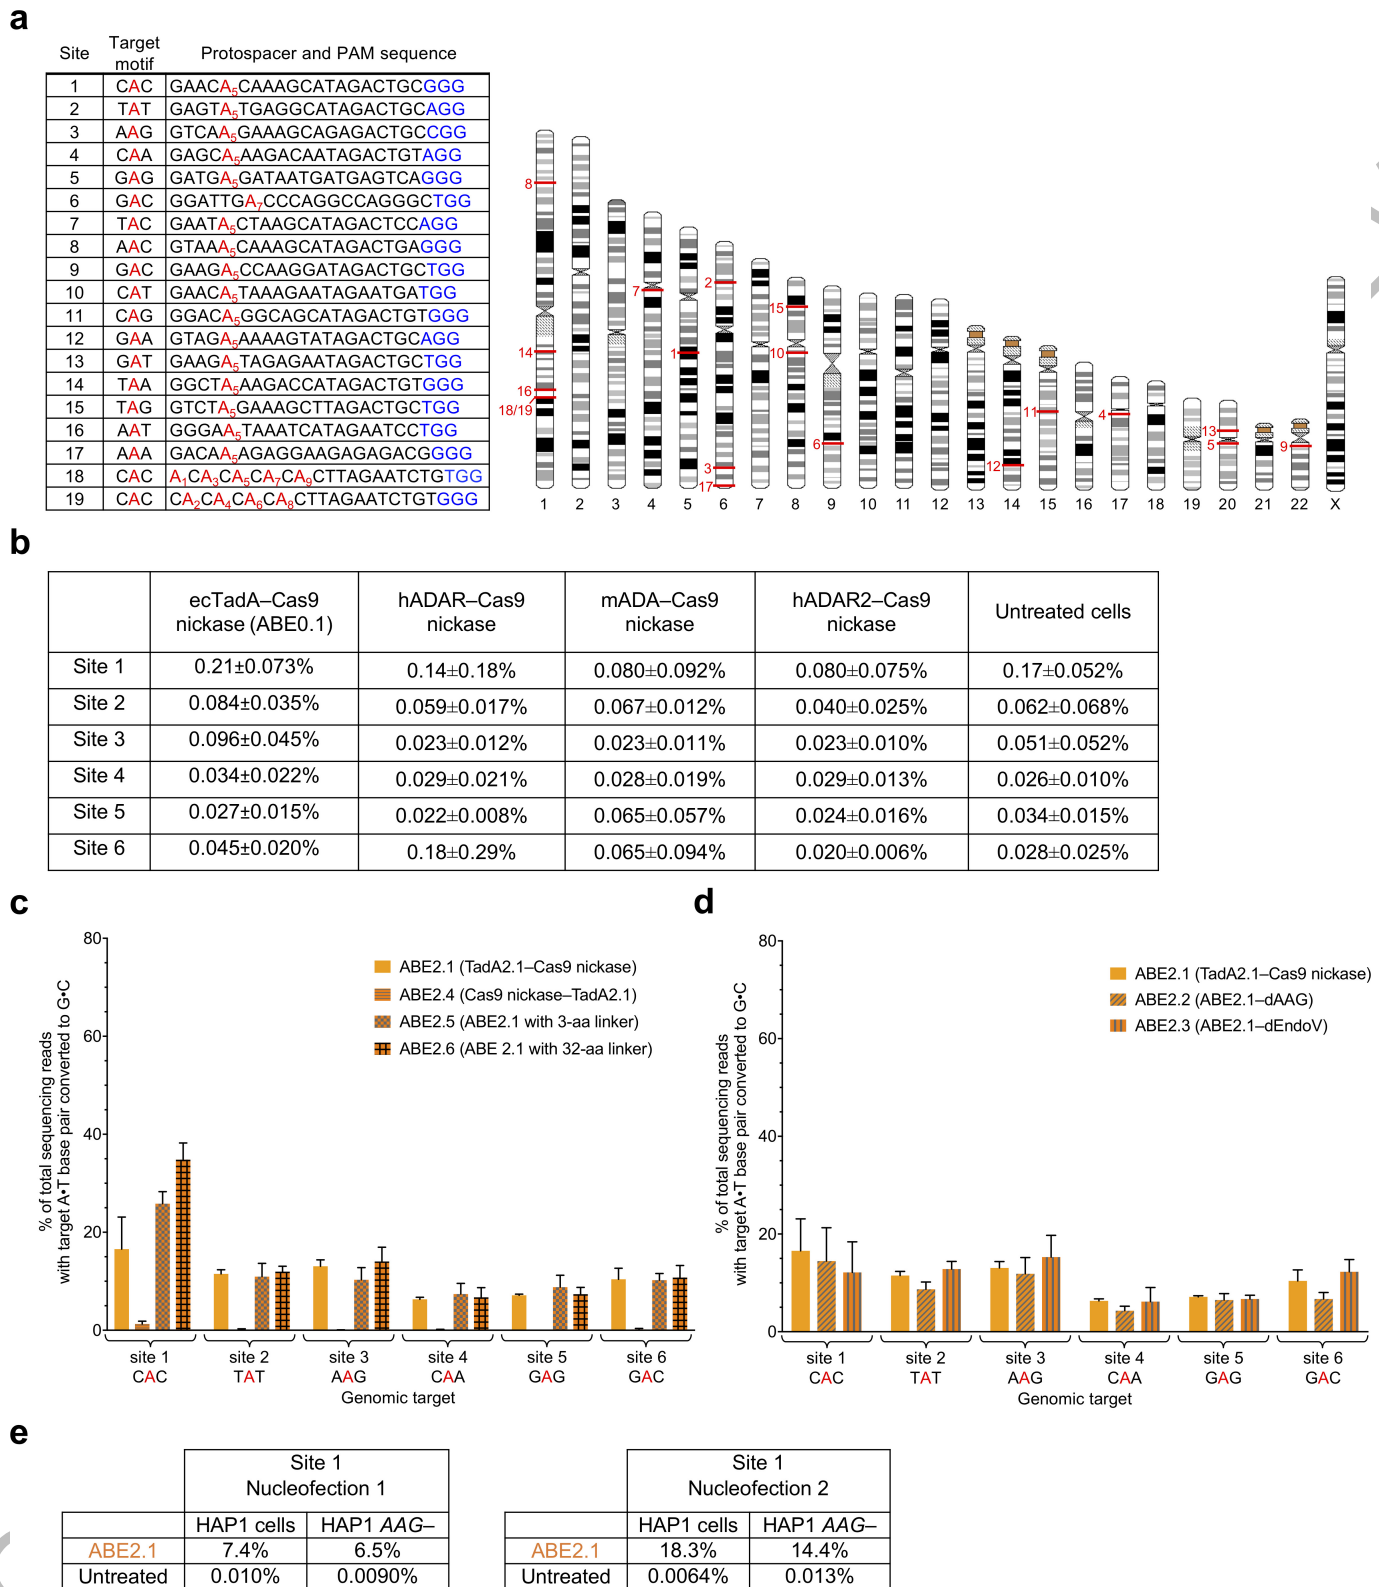 a
Site Target motif Protospacer and PAM sequence
1 CAC GAACA5CAAAGCATAGACTGCGGG
2 TAT GAGTA5TGAGGCATAGACTGCAGG
3 AAG GTCAA5GAAAGCAGAGACTGCCGG
4 CAA GAGCA5AAGACAATAGACTGTAGG
5 GAG GATGA5GATAATGATGAGTCAGGG
6 GAC GGATTGA7CCCAGGCCAGGGCTGG
7 TAC GAATA5CTAAGCATAGACTCCAGG
8 AAC GTAAA5CAAAGCATAGACTGAGGG
9 GAC GAAGA5CCAAGGATAGACTGCTGG
10 CAT GAACA5TAAAGAATAGAATGATGG
11 CAG GGACA5GGCAGCATAGACTGTGGG
12 GAA GTAGA5AAAAGTATAGACTGCAGG
13 GAT GAAGA5TAGAGAATAGACTGCTGG
14 TAA GGCTA5AAGACCATAGACTGTGGG
15 TAG GTCTA5GAAAGCTTAGACTGCTGG
16 AAT GGGAA5TAAATCATAGAATCCTGG
17 AAA GACAA5AGAGGAAGAGAGACGGGG
18 CAC A1CA3CA5CA7CA9CTTAGAATCTGTGG
19 CAC CA2CA4CA6CA8CTTAGAATCTGTGGG
8
14
16
18/19
7
1
2
3
17
15
10
6
12
11
4
13
5
9
1 2 3 4 5 6 7 8 9 10 11 12 13 14 15 16 17 18 19 20 21 22 X
b
ecTadA–Cas9 nickase (ABE0.1) hADAR–Cas9 nickase mADA–Cas9 nickase hADAR2–Cas9 nickase Untreated cells
Site 1 0.21±0.073% 0.14±0.18% 0.080±0.092% 0.080±0.075% 0.17±0.052%
Site 2 0.084±0.035% 0.059±0.017% 0.067±0.012% 0.040±0.025% 0.062±0.068%
Site 3 0.096±0.045% 0.023±0.012% 0.023±0.011% 0.023±0.010% 0.051±0.052%
Site 4 0.034±0.022% 0.029±0.021% 0.028±0.019% 0.029±0.013% 0.026±0.010%
Site 5 0.027±0.015% 0.022±0.008% 0.065±0.057% 0.024±0.016% 0.034±0.015%
Site 6 0.045±0.020% 0.18±0.29% 0.065±0.094% 0.020±0.006% 0.028±0.025%
c
% of total sequencing reads
with target A•T base pair converted to G•C
80
60
40
20
0
ABE2.1 (TadA2.1–Cas9 nickase)
ABE2.4 (Cas9 nickase–TadA2.1)
ABE2.5 (ABE2.1 with 3-aa linker)
ABE2.6 (ABE 2.1 with 32-aa linker)
site 1 site 2 site 3 site 4 site 5 site 6
CAC TAT AAG CAA GAG GAC
Genomic target
d
% of total sequencing reads
with target A•T base pair converted to G•C
80
60
40
20
0
ABE2.1 (TadA2.1–Cas9 nickase)
ABE2.2 (ABE2.1–dAAG)
ABE2.3 (ABE2.1–dEndoV)
site 1 site 2 site 3 site 4 site 5 site 6
CAC TAT AAG CAA GAG GAC
Genomic target
e
Site 1
Nucleofection 1
HAP1 cells HAP1 AAG–
ABE2.1 7.4% 6.5%
Untreated 0.010% 0.0090%
Site 1
Nucleofection 2
HAP1 cells HAP1 AAG–
ABE2.1 18.3% 14.4%
Untreated 0.0064% 0.013%